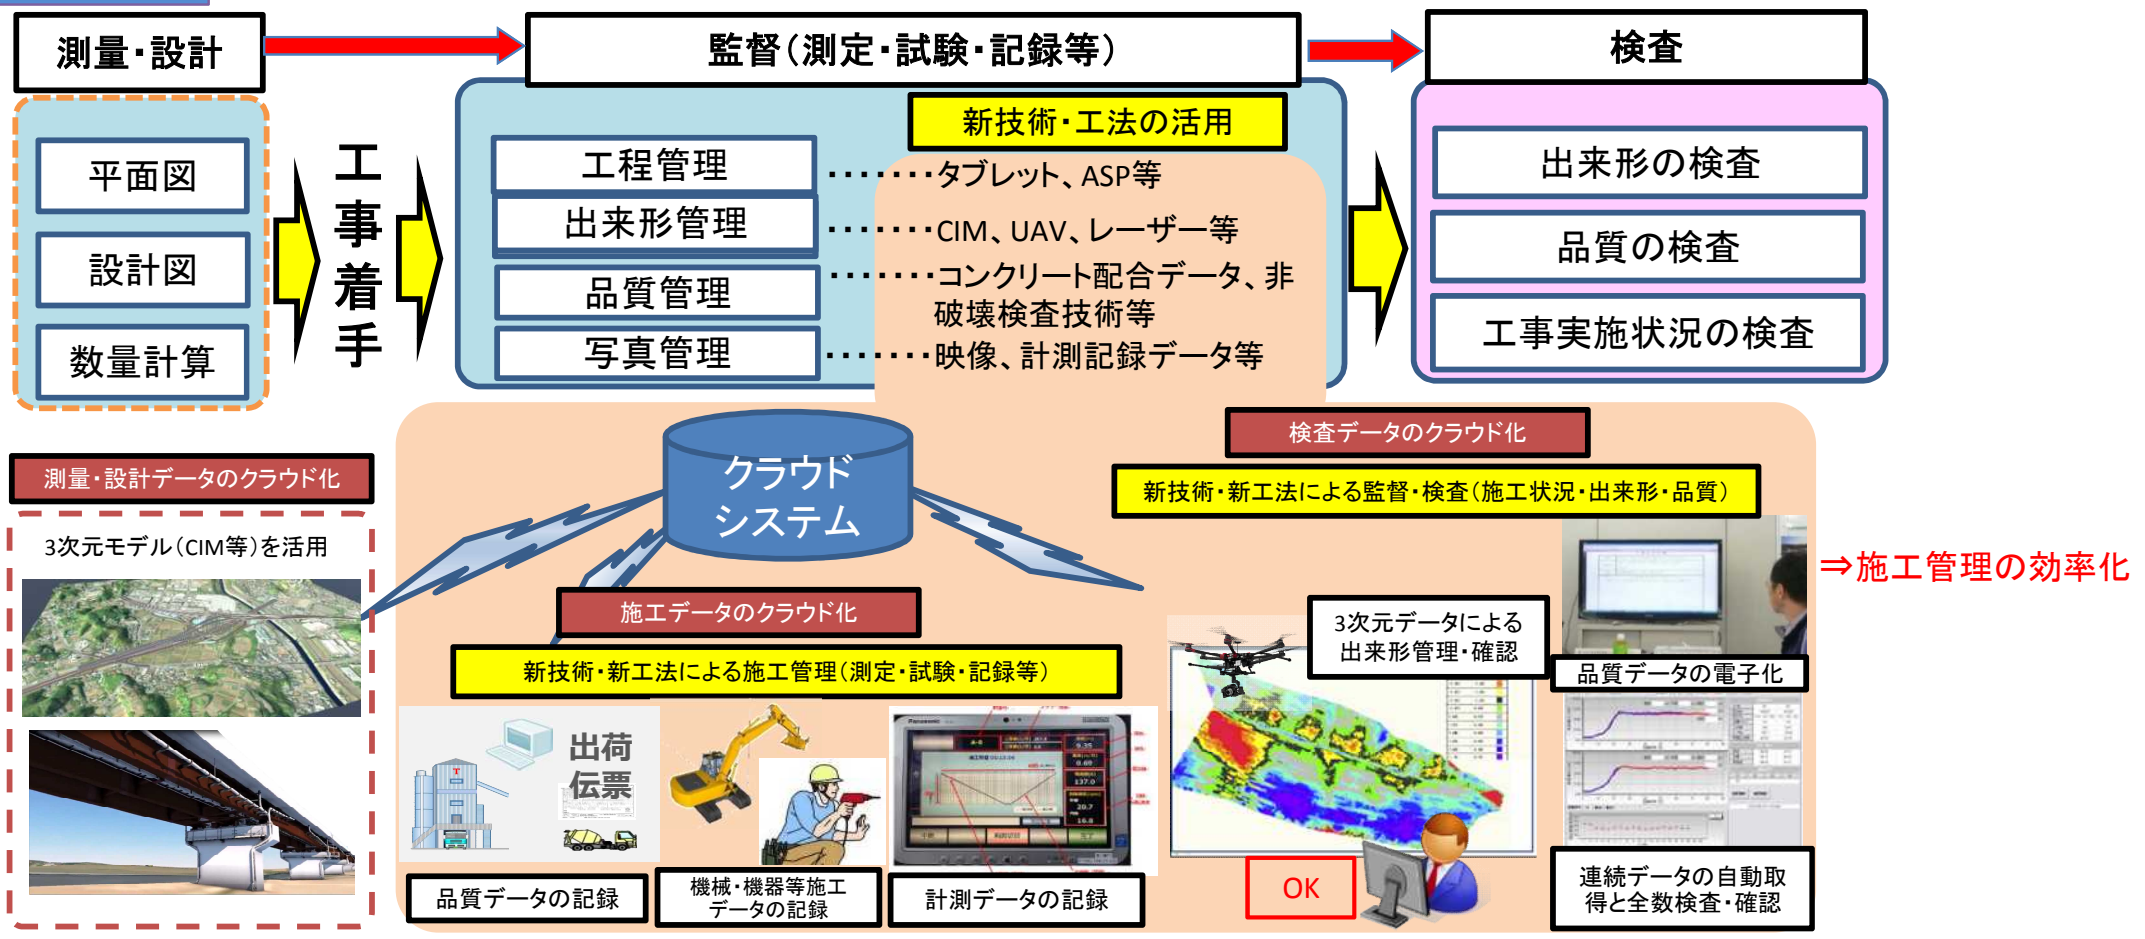 測量・設計
監督(測定・試験・記録等)
検査
新技術・工法の活用
平面図
設計図
数量計算
工事着手
工程管理
・・・・・・・タブレット、ASP等
出来形管理
・・・・・・・CIM、UAV、レーザー等
品質管理
・・・・・・・コンクリート配合データ、非
破壊検査技術等
写真管理
・・・・・・・映像、計測記録データ等
出来形の検査
品質の検査
工事実施状況の検査
測量・設計データのクラウド化
3次元モデル(CIM等)を活用
クラウド
システム
検査データのクラウド化
新技術・新工法による監督・検査(施工状況・出来形・品質)
⇒施工管理の効率化
施工データのクラウド化
新技術・新工法による施工管理(測定・試験・記録等)
出荷
伝票
品質データの記録
機械・機器等施工
データの記録
Panasonic
9.35
0.69
137.0
20.7
16.8
計測データの記録
3次元データによる
出来形管理・確認
OK
品質データの電子化
連続データの自動取
得と全数検査・確認